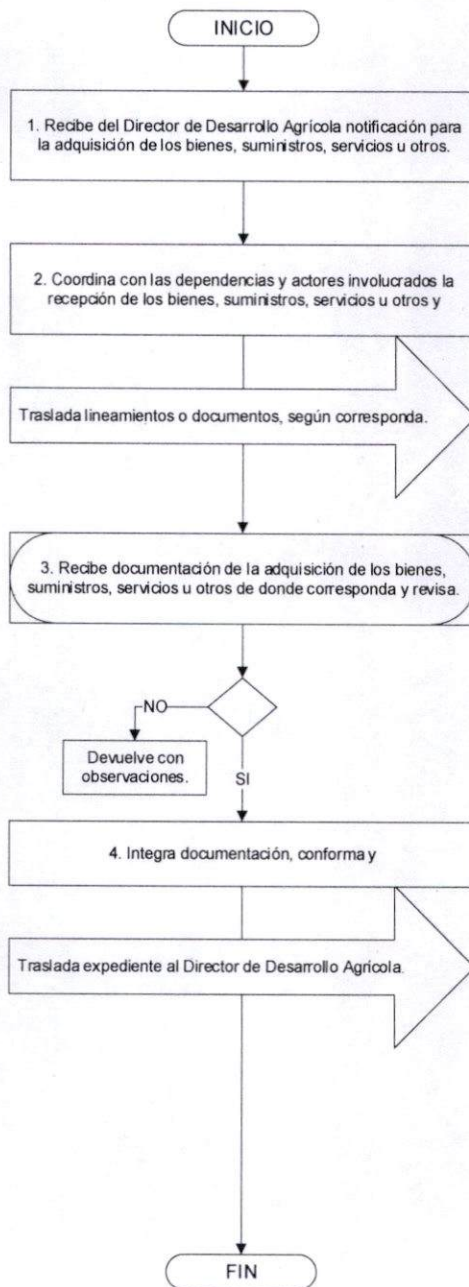 INICIO
1. Recibe del Director de Desarrollo Agrícola notificación para
la adquisición de los bienes, suministros, servicios u otros.
2. Coordina con las dependencias y actores involucrados la
recepción de los bienes, suministros, servicios u otros y
Traslada lineamientos o documentos, según corresponda.
3. Recibe documentación de la adquisición de los bienes,
suministros, servicios u otros de donde corresponda y revisa.
NO
Devuelve con
observaciones.
SI
4. Integra documentación, conforma y
Traslada expediente al Director de Desarrollo Agrícola.
FIN